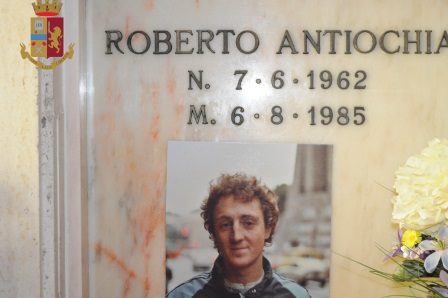 ROBERTO ANTIOCHIA
N. 7·6·1962
M. 6·8·1985